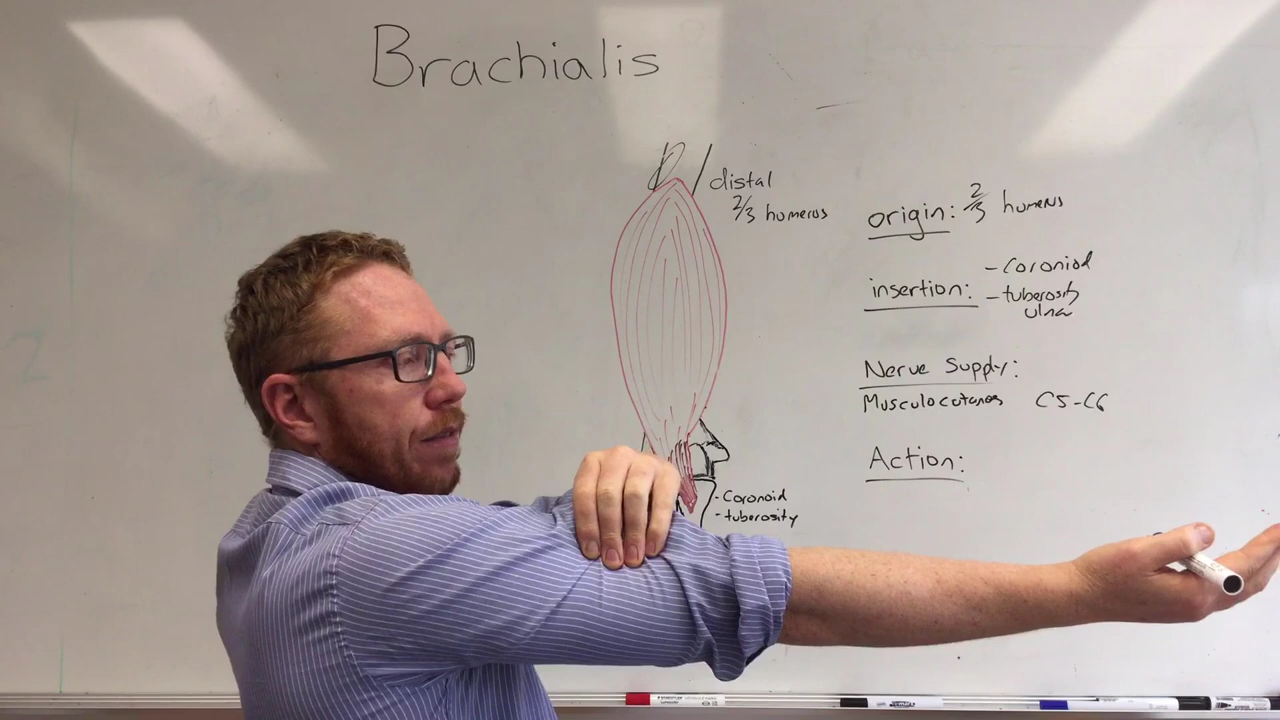 Brachialis
distal
2/3 humerus
origin: 2/3 humerus
insertion: - Coronoid
- tuberosity
ulna
Nerve Supply:
Musculocutanos C5-C6
Action:
- Coronoid
- tuberosity